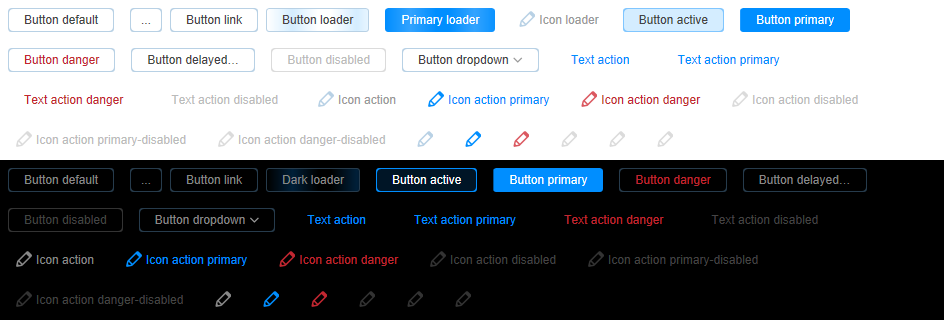 Button default ... Button link Button loader Primary loader Icon loader Button active Button primary
Button danger Button delayed... Button disabled Button dropdown Text action Text action primary
Text action danger Text action disabled Icon action Icon action primary Icon action danger Icon action disabled
Icon action primary-disabled Icon action danger-disabled
Button default ... Button link Dark loader Button active Button primary Button danger Button delayed...
Button disabled Button dropdown Text action Text action primary Text action danger Text action disabled
Icon action Icon action primary Icon action danger Icon action disabled Icon action primary-disabled
Icon action danger-disabled